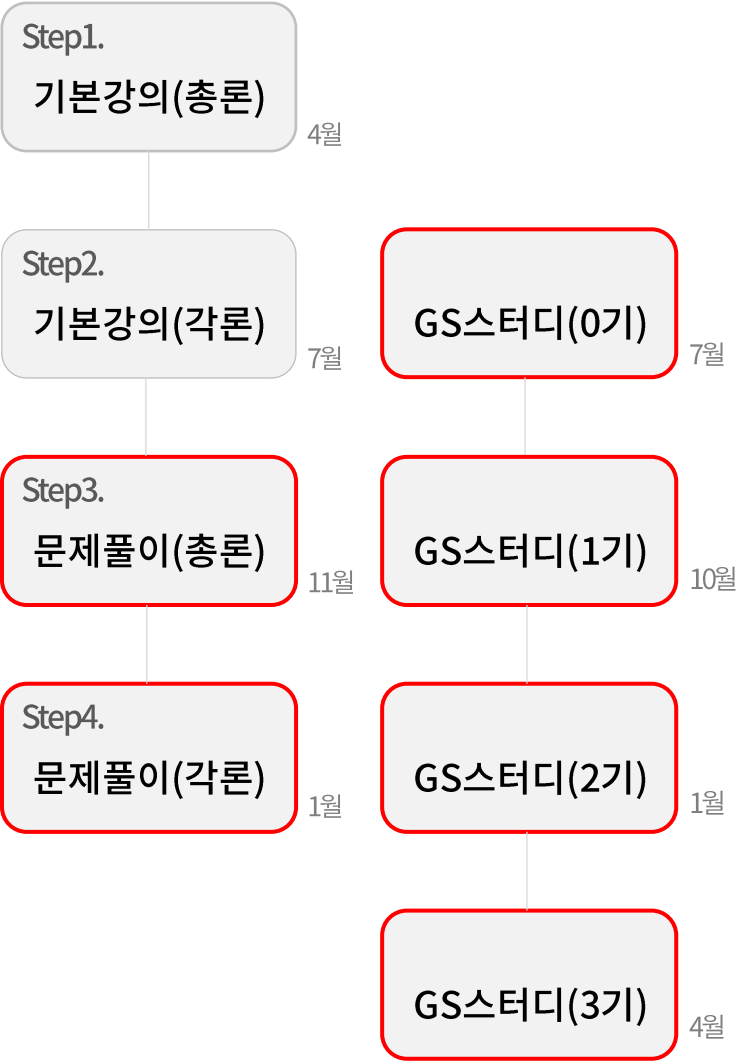 Step1.
기본강의(총론)
4월
Step2.
기본강의(각론)
7월
GS스터디(0기)
7월
Step3.
문제풀이(총론)
11월
GS스터디(1기)
10월
Step4.
문제풀이(각론)
1월
GS스터디(2기)
1월
GS스터디(3기)
4월